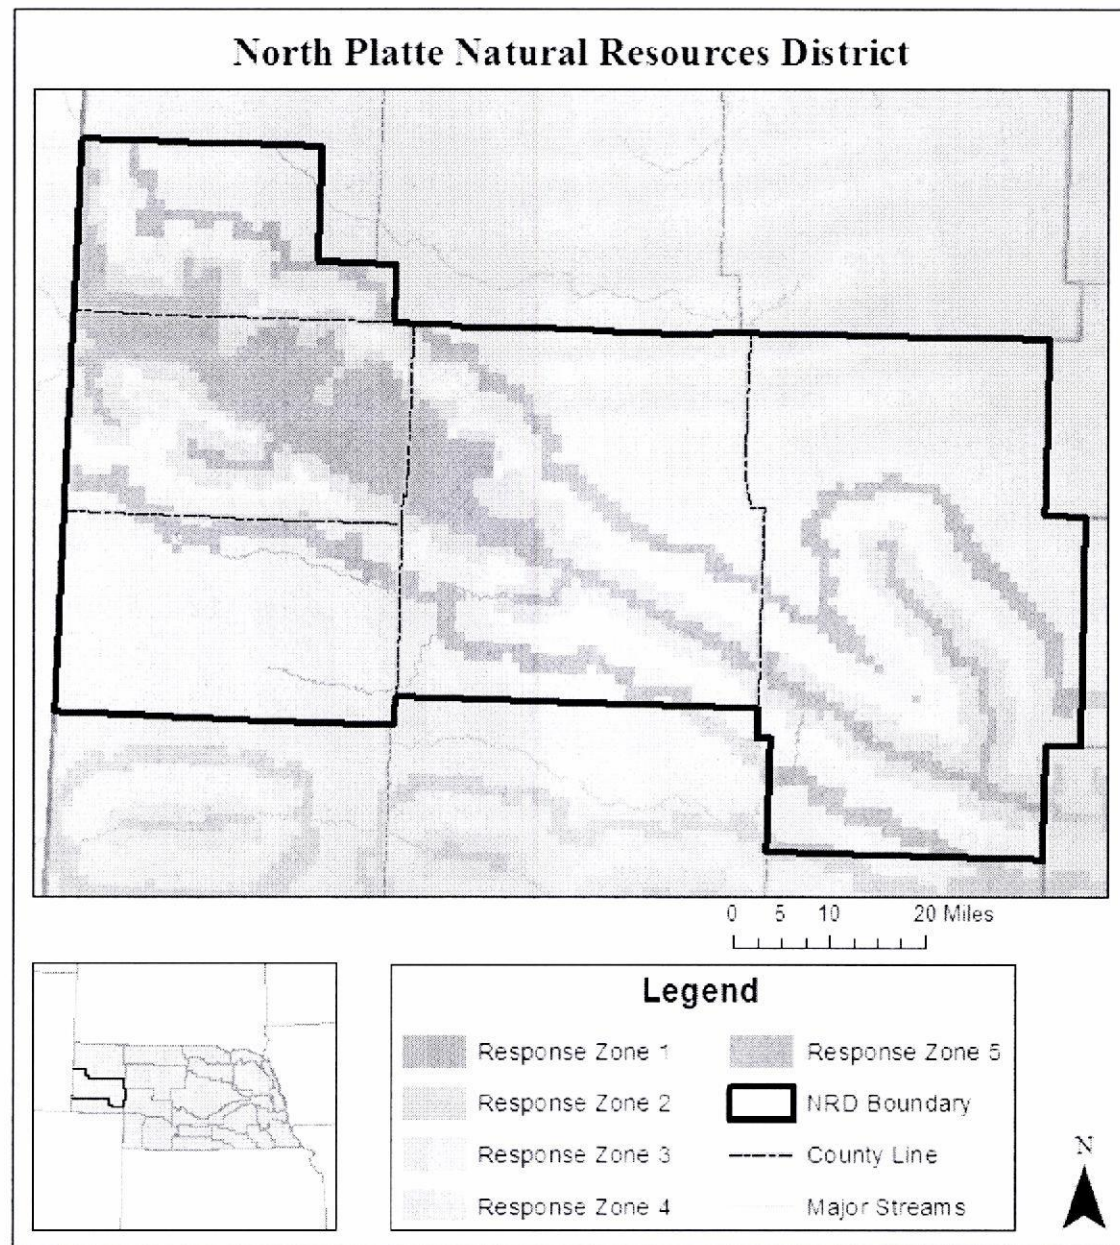 North Platte Natural Resources District
0 5 10 20 Miles
Legend
Response Zone 1
Response Zone 2
Response Zone 3
Response Zone 4
Response Zone 5
NRD Boundary
County Line
Major Streams
N